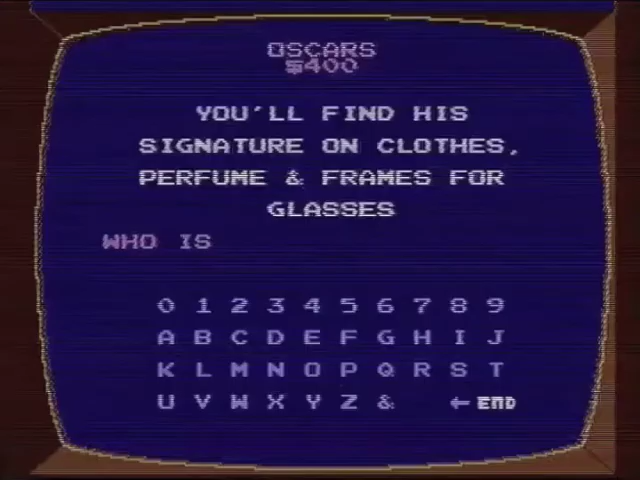 OSCARS
$400
YOU'LL FIND HIS
SIGNATURE ON CLOTHES,
PERFUME & FRAMES FOR
GLASSES
WHO IS
0 1 2 3 4 5 6 7 8 9
A B C D E F G H I J
K L M N O P Q R S T
U V W X Y Z & ← END